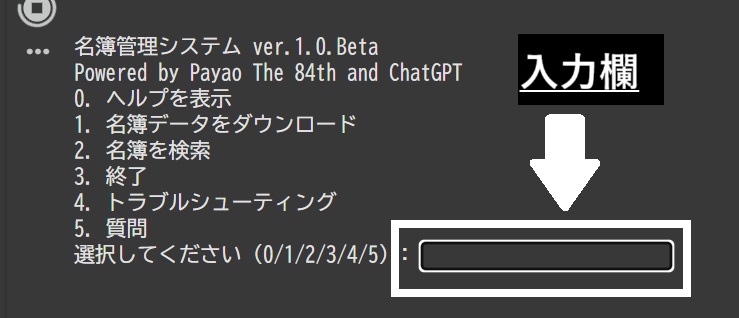 名簿管理システム ver.1.0.Beta
Powered by Payao The 84th and ChatGPT
入力欄
0. ヘルプを表示
1. 名簿データをダウンロード
2. 名簿を検索
3. 終了
4. トラブルシューティング
5. 質問
選択してください（0/1/2/3/4/5）: